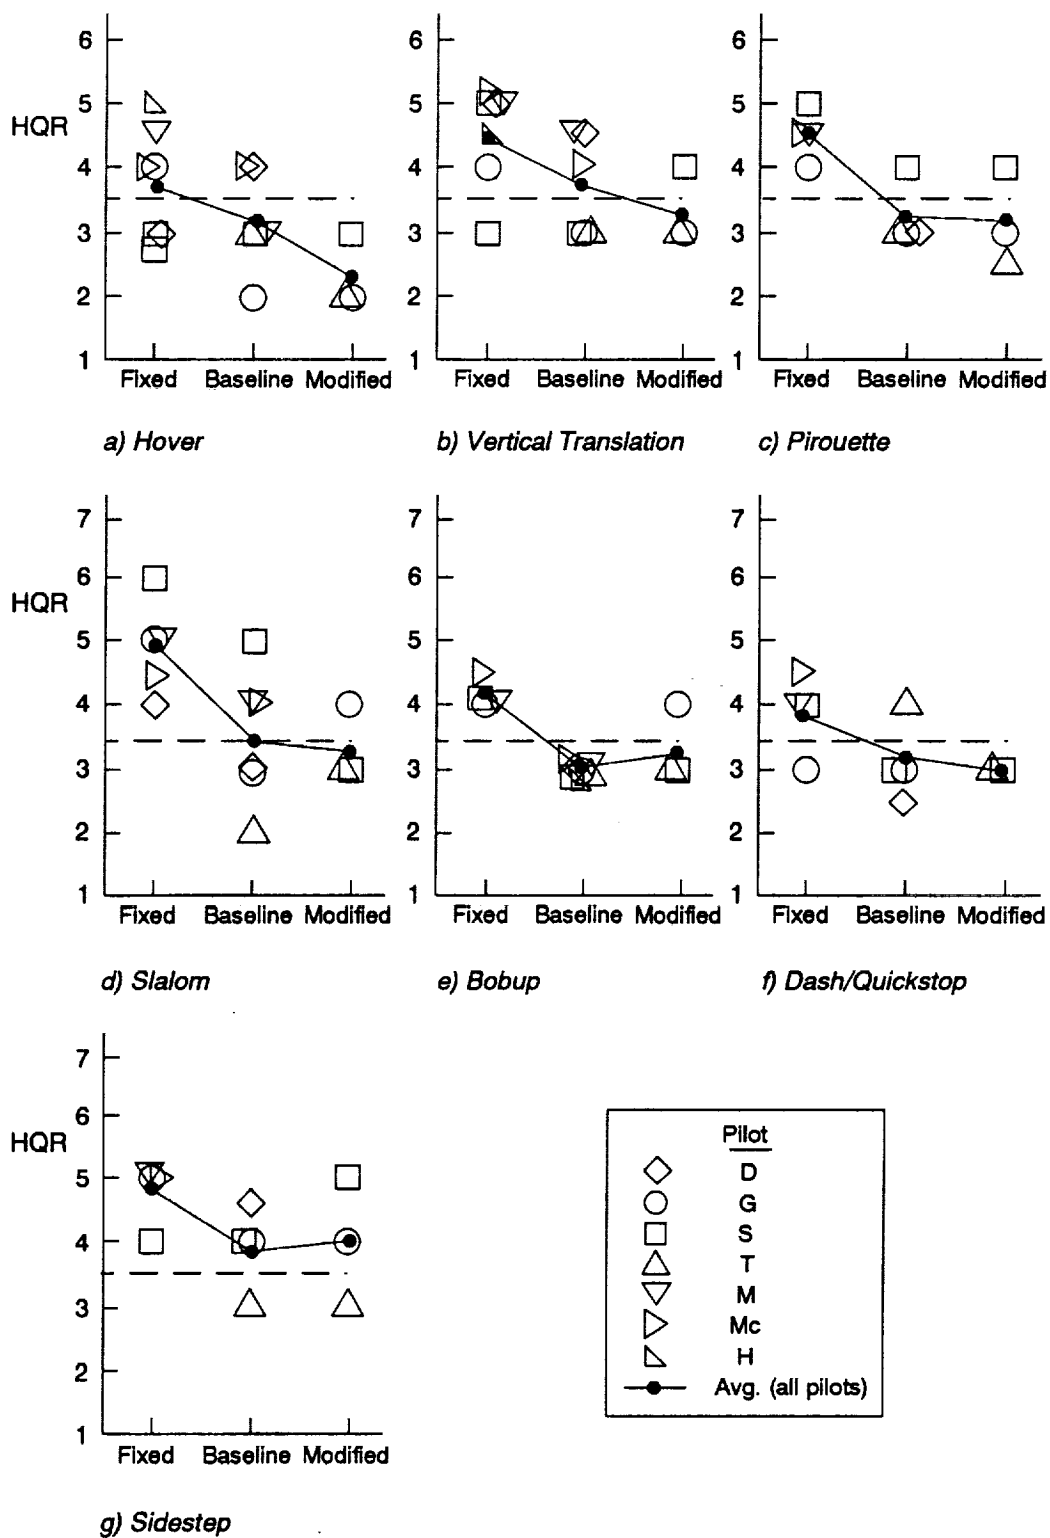 6 6 6
5 5 5
HQR
4 4 4
3 3 3
2 2 2
1 1 1
Fixed Baseline Modified Fixed Baseline Modified Fixed Baseline Modified
a) Hover b) Vertical Translation c) Pirouette
7 7 7
6 6 6
HQR
5 5 5
4 4 4
3 3 3
2 2 2
1 1 1
Fixed Baseline Modified Fixed Baseline Modified Fixed Baseline Modified
d) Slalom e) Bobup f) Dash/Quickstop
7
6
HQR
5
4
3
2
1
Fixed Baseline Modified
g) Sidestep
Pilot
D
G
S
T
M
Mc
H
Avg. (all pilots)